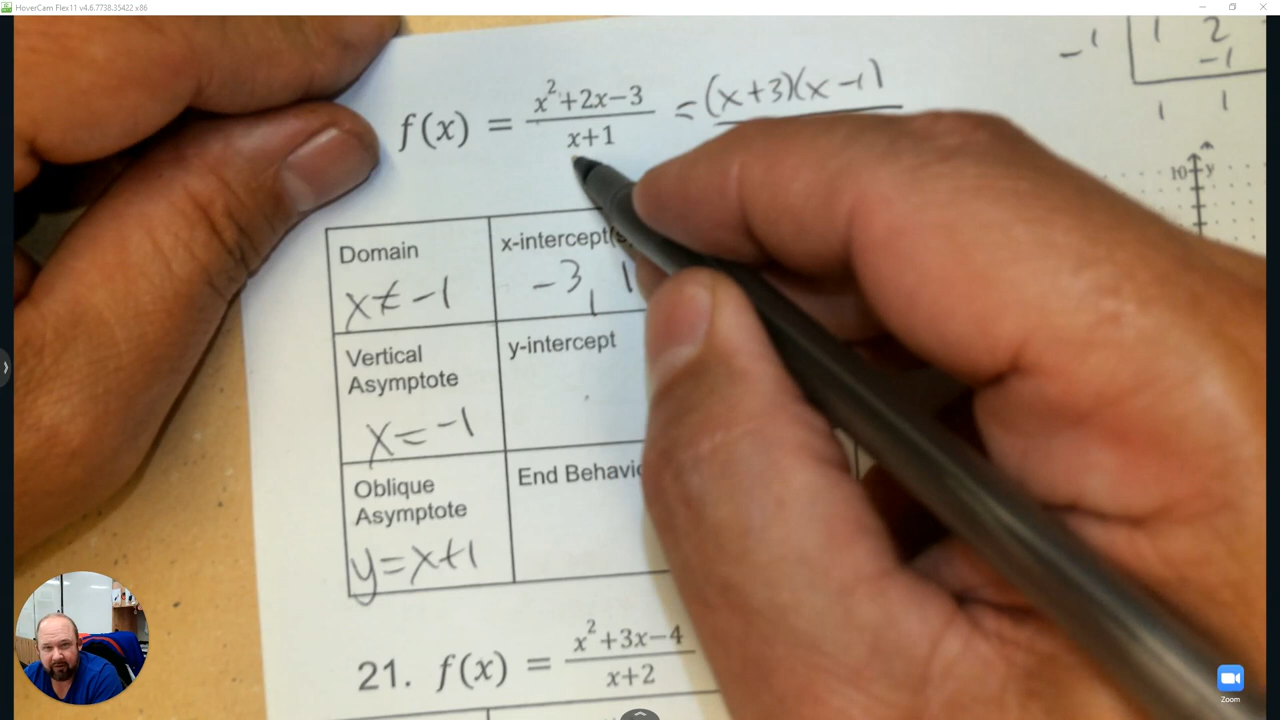 HoverCam Flex11 v4.6.7738.35422 x86
f(x) = x²+2x−3 / x+1 = (x+3)(x−1)
−1 | 1 2
−1
1 1
10 y
Domain
x ≠ −1
x-intercept(s
−3, 1
Vertical
Asymptote
x = −1
y-intercept
Oblique
Asymptote
y = x+1
End Behavio
21. f(x) = x²+3x−4 / x+2
Zoom